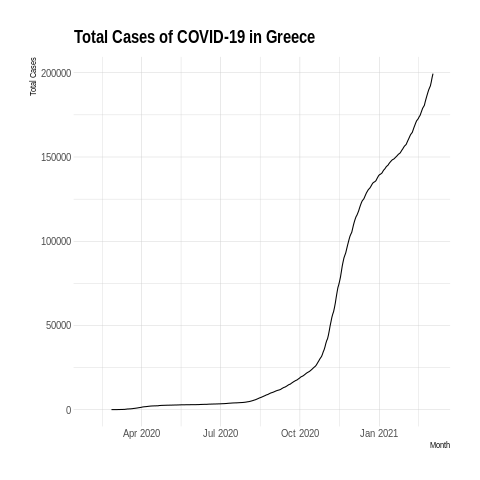 Total Cases of COVID-19 in Greece
Total Cases
200000
150000
100000
50000
0
Apr 2020 Jul 2020 Oct 2020 Jan 2021
Month